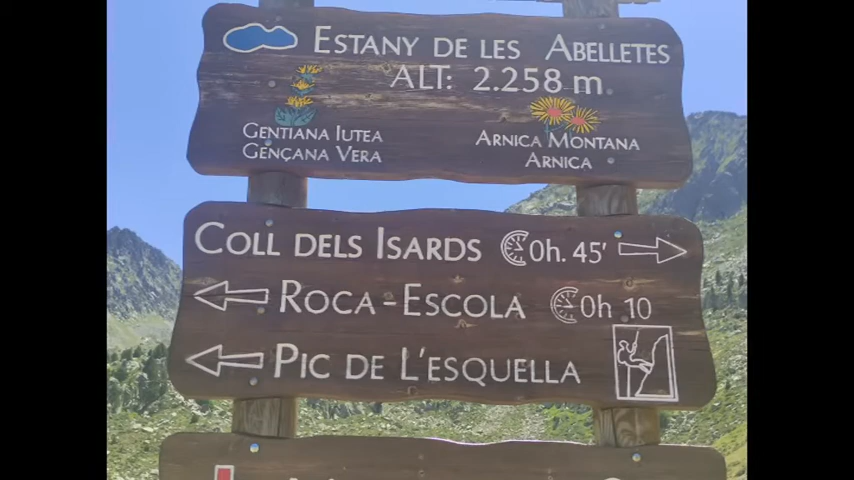 ESTANY DE LES ABELLETES
ALT: 2.258 m
GENTIANA IUTEA
GENÇANA VERA
ARNICA MONTANA
ARNICA
COLL DELS ISARDS 0h. 45'
ROCA-ESCOLA 0h 10
PIC DE L'ESQUELLA